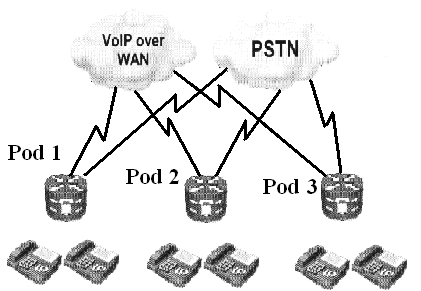 VoIP over
WAN
PSTN
Pod 1
Pod 2
Pod 3